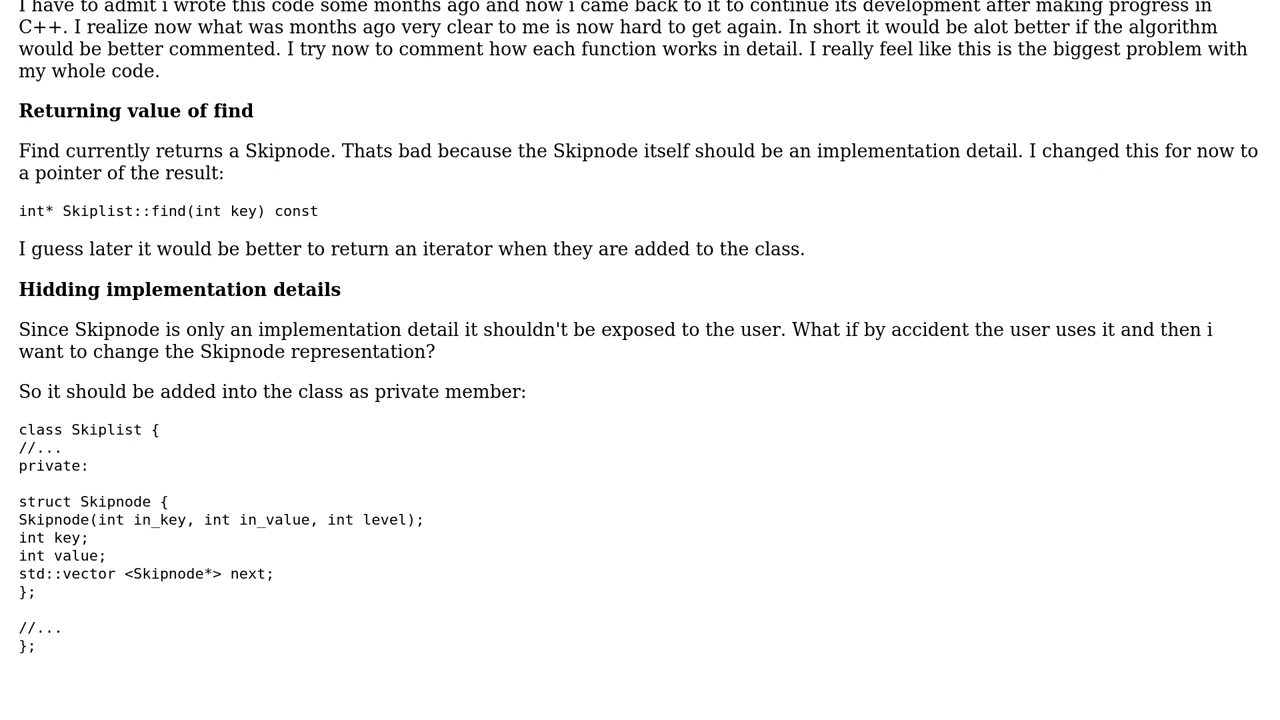 I have to admit i wrote this code some months ago and now i came back to it to continue its development after making progress in
C++. I realize now what was months ago very clear to me is now hard to get again. In short it would be alot better if the algorithm
would be better commented. I try now to comment how each function works in detail. I really feel like this is the biggest problem with
my whole code.
Returning value of find
Find currently returns a Skipnode. Thats bad because the Skipnode itself should be an implementation detail. I changed this for now to
a pointer of the result:
int* Skiplist::find(int key) const
I guess later it would be better to return an iterator when they are added to the class.
Hidding implementation details
Since Skipnode is only an implementation detail it shouldn't be exposed to the user. What if by accident the user uses it and then i
want to change the Skipnode representation?
So it should be added into the class as private member:
class Skiplist {
//...
private:
struct Skipnode {
Skipnode(int in_key, int in_value, int level);
int key;
int value;
std::vector <Skipnode*> next;
};
//...
};